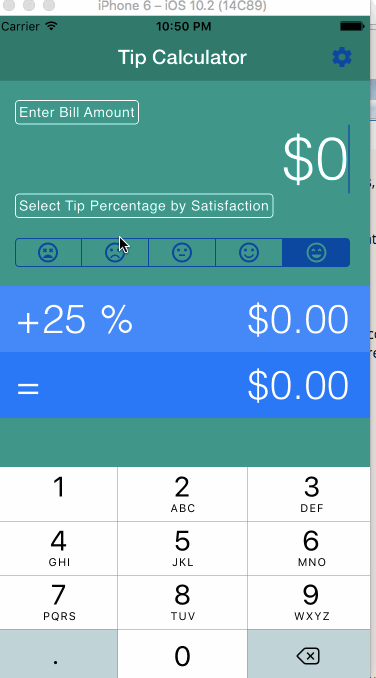 iPhone 6 – iOS 10.2 (14C89)
Carrier 10:50 PM
Tip Calculator
Enter Bill Amount
$0
Select Tip Percentage by Satisfaction
+25 % $0.00
= $0.00
1 2 3
ABC DEF
4 5 6
GHI JKL MNO
7 8 9
PQRS TUV WXYZ
. 0